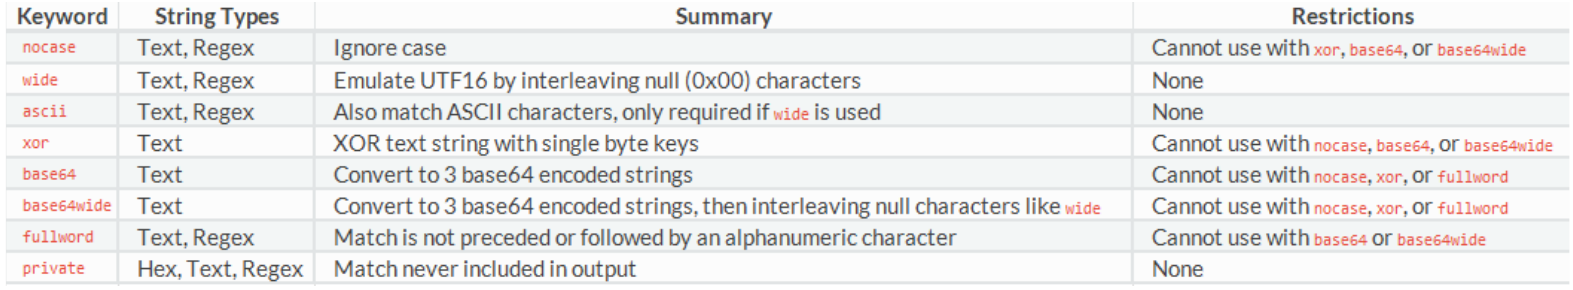 Keyword String Types Summary Restrictions
nocase Text, Regex Ignore case Cannot use with xor, base64, or base64wide
wide Text, Regex Emulate UTF16 by interleaving null (0x00) characters None
ascii Text, Regex Also match ASCII characters, only required if wide is used None
xor Text XOR text string with single byte keys Cannot use with nocase, base64, or base64wide
base64 Text Convert to 3 base64 encoded strings Cannot use with nocase, xor, or fullword
base64wide Text Convert to 3 base64 encoded strings, then interleaving null characters like wide Cannot use with nocase, xor, or fullword
fullword Text, Regex Match is not preceded or followed by an alphanumeric character Cannot use with base64 or base64wide
private Hex, Text, Regex Match never included in output None